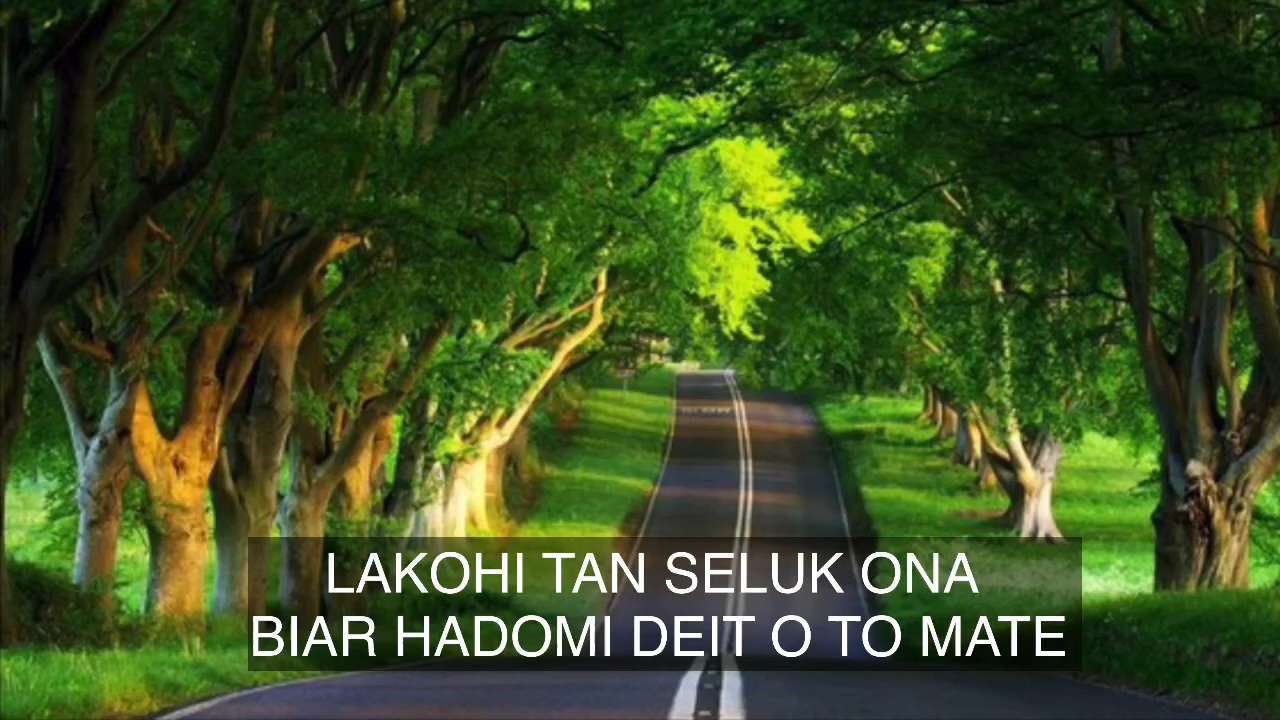 LAKOHI TAN SELUK ONA
BIAR HADOMI DEIT O TO MATE